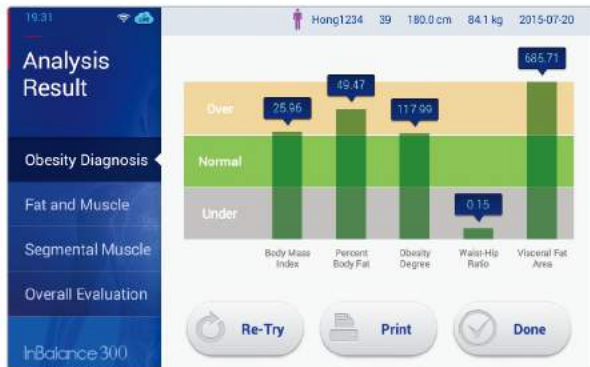 19:31
Hong1234 39 180.0 cm 84.1 kg 2015-07-20
Analysis
Result
Obesity Diagnosis
Fat and Muscle
Segmental Muscle
Overall Evaluation
InBalance 300
685.71
49.47
25.96
117.99
0.15
Over
Normal
Under
Body Mass
Index
Percent
Body Fat
Obesity
Degree
Waist-Hip
Ratio
Visceral Fat
Area
Re-Try
Print
Done